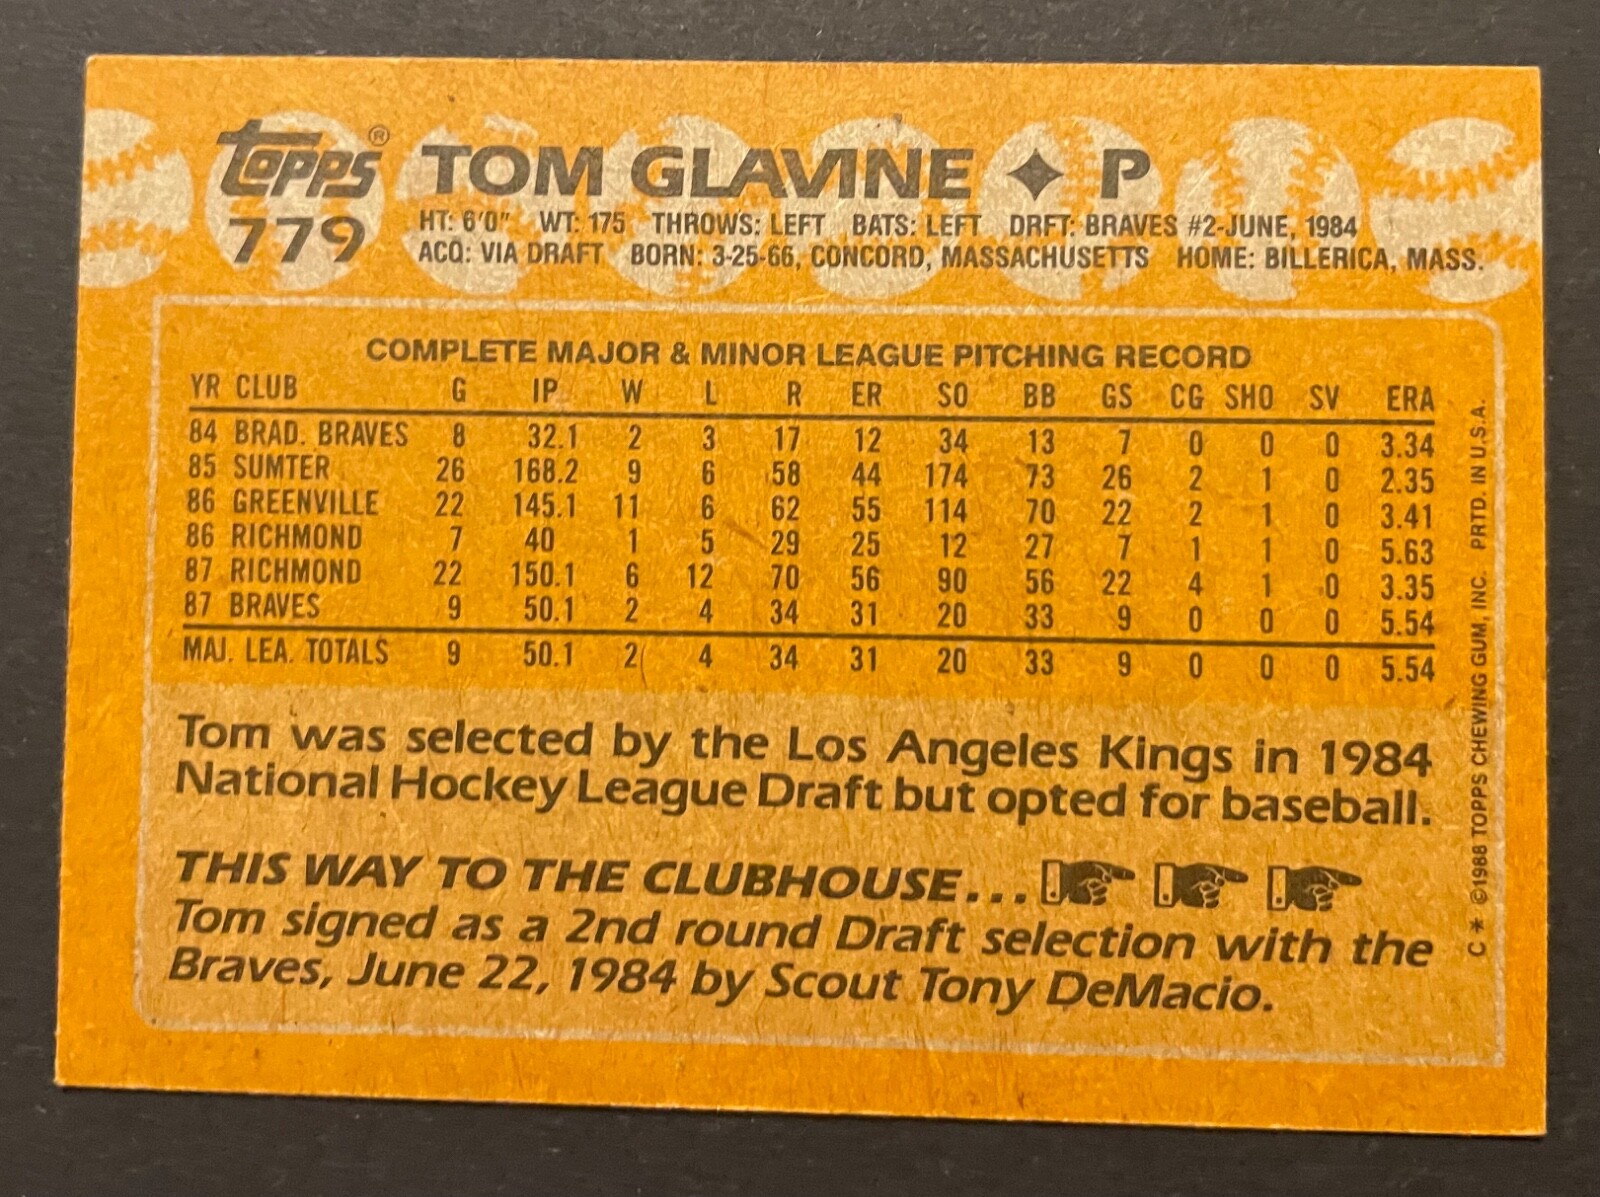 topps®
779
TOM GLAVINE ✦ P
HT: 6'0" WT: 175 THROWS: LEFT BATS: LEFT DRFT: BRAVES #2-JUNE, 1984
ACQ: VIA DRAFT BORN: 3-25-66, CONCORD, MASSACHUSETTS HOME: BILLERICA, MASS.
COMPLETE MAJOR & MINOR LEAGUE PITCHING RECORD
YR CLUB G IP W L R ER SO BB GS CG SHO SV ERA
84 BRAD. BRAVES 8 32.1 2 3 17 12 34 13 7 0 0 0 3.34
85 SUMTER 26 168.2 9 6 58 44 174 73 26 2 1 0 2.35
86 GREENVILLE 22 145.1 11 6 62 55 114 70 22 2 1 0 3.41
86 RICHMOND 7 40 1 5 29 25 12 27 7 1 1 0 5.63
87 RICHMOND 22 150.1 6 12 70 56 90 56 22 4 1 0 3.35
87 BRAVES 9 50.1 2 4 34 31 20 33 9 0 0 0 5.54
MAJ. LEA. TOTALS 9 50.1 2 4 34 31 20 33 9 0 0 0 5.54
Tom was selected by the Los Angeles Kings in 1984
National Hockey League Draft but opted for baseball.
THIS WAY TO THE CLUBHOUSE...
Tom signed as a 2nd round Draft selection with the
Braves, June 22, 1984 by Scout Tony DeMacio.
C * ©1988 TOPPS CHEWING GUM, INC. PRTD. IN U.S.A.